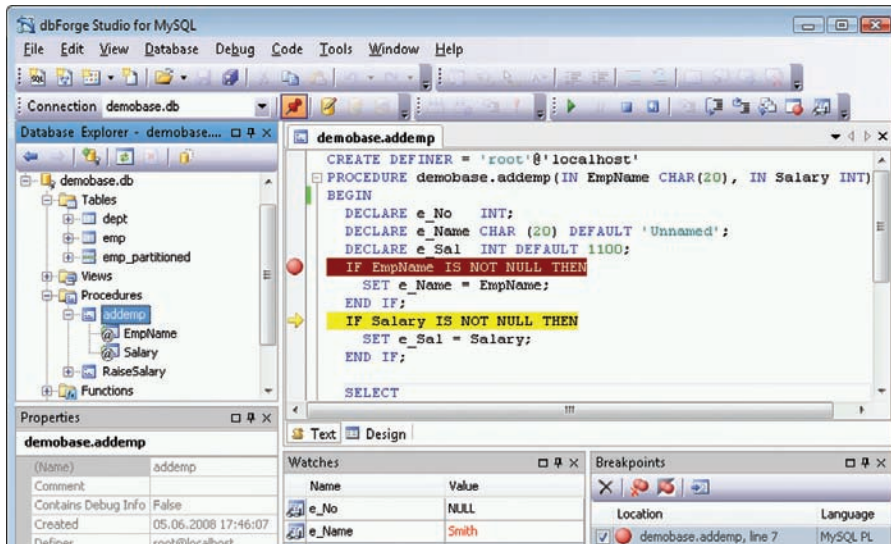 dbForge Studio for MySQL
File Edit View Database Debug Code Tools Window Help
Connection demobase.db
Database Explorer - demobase....
demobase.db
Tables
dept
emp
emp_partitioned
Views
Procedures
addemp
EmpName
Salary
RaiseSalary
Functions
Properties
demobase.addemp
(Name) addemp
Comment
Contains Debug Info False
Created 05.06.2008 17:46:07
Definer root@localhost
demobase.addemp
CREATE DEFINER = 'root'@'localhost'
PROCEDURE demobase.addemp(IN EmpName CHAR(20), IN Salary INT)
BEGIN
DECLARE e_No INT;
DECLARE e_Name CHAR (20) DEFAULT 'Unnamed';
DECLARE e_Sal INT DEFAULT 1100;
IF EmpName IS NOT NULL THEN
SET e_Name = EmpName;
END IF;
IF Salary IS NOT NULL THEN
SET e_Sal = Salary;
END IF;
SELECT
Text Design
Watches
Name Value
e_No NULL
e_Name Smith
Breakpoints
Location Language
demobase.addemp, line 7 MySQL PL